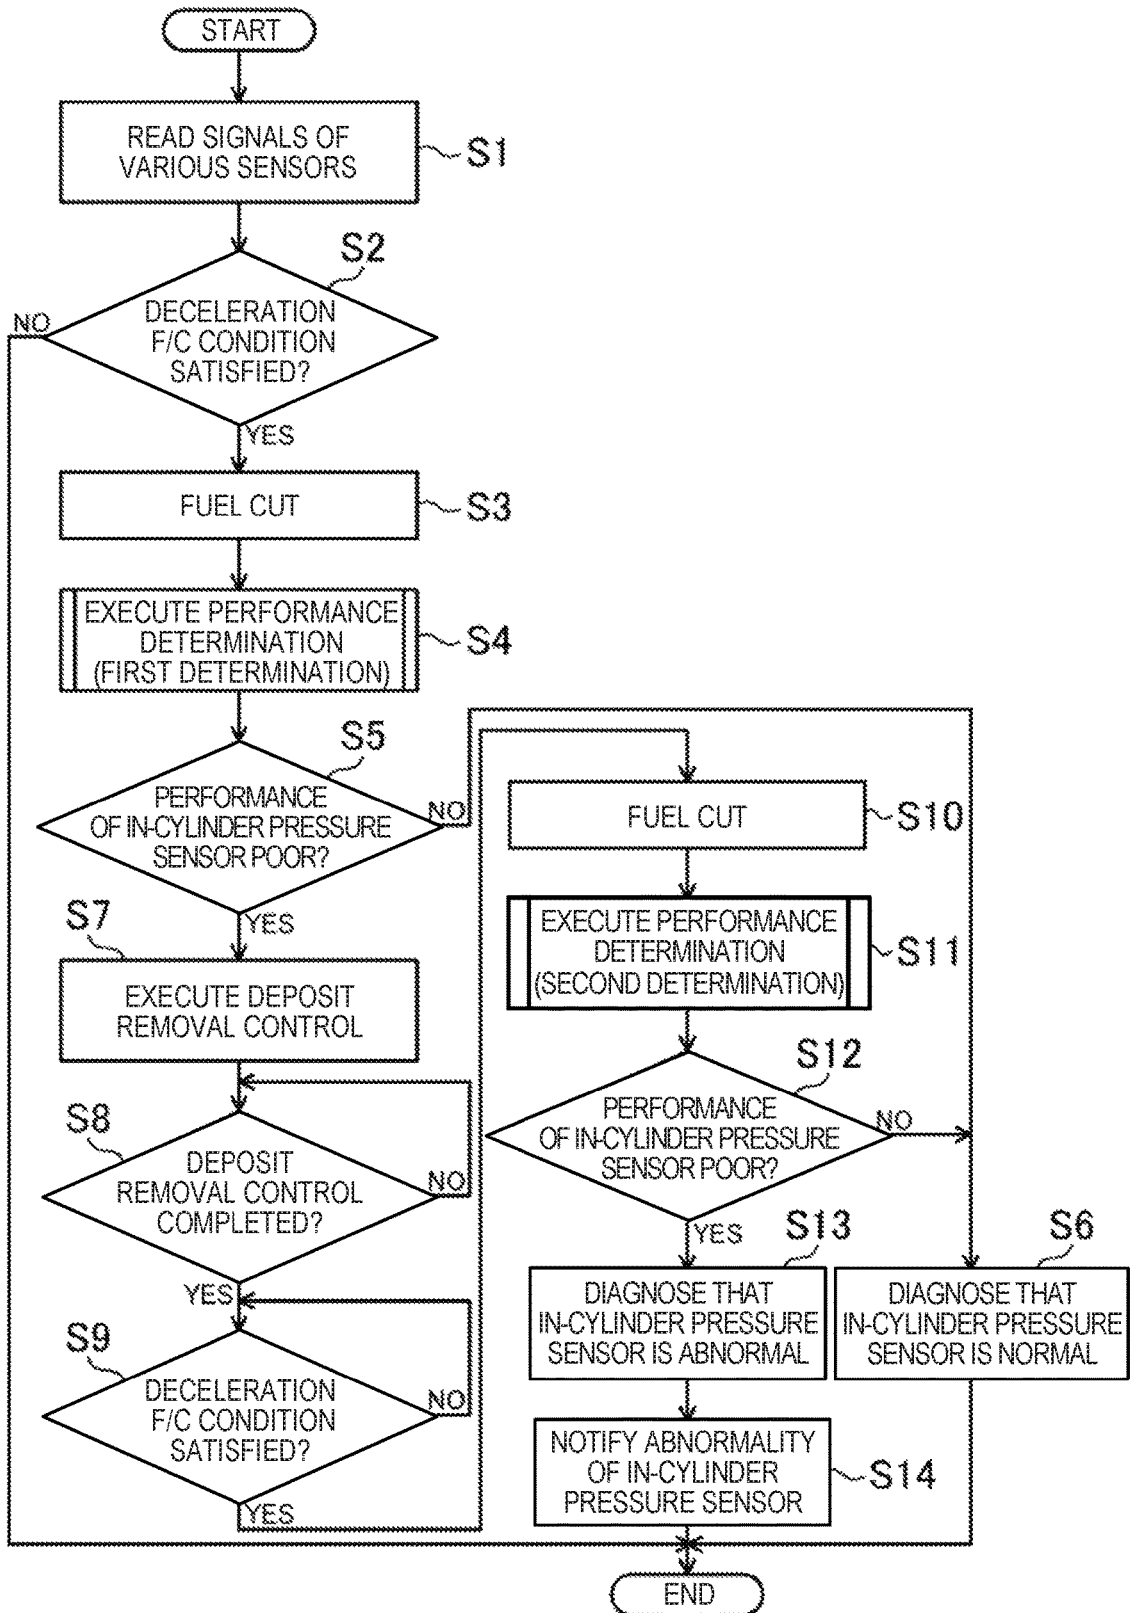 START
READ SIGNALS OF
VARIOUS SENSORS
S1
S2
DECELERATION
F/C CONDITION
SATISFIED?
NO
YES
FUEL CUT
S3
EXECUTE PERFORMANCE
DETERMINATION
(FIRST DETERMINATION)
S4
S5
PERFORMANCE
OF IN-CYLINDER PRESSURE
SENSOR POOR?
NO
YES
S7
EXECUTE DEPOSIT
REMOVAL CONTROL
S8
DEPOSIT
REMOVAL CONTROL
COMPLETED?
NO
YES
S9
DECELERATION
F/C CONDITION
SATISFIED?
NO
YES
FUEL CUT
S10
EXECUTE PERFORMANCE
DETERMINATION
(SECOND DETERMINATION)
S11
S12
PERFORMANCE
OF IN-CYLINDER PRESSURE
SENSOR POOR?
NO
YES
S13
DIAGNOSE THAT
IN-CYLINDER PRESSURE
SENSOR IS ABNORMAL
S6
DIAGNOSE THAT
IN-CYLINDER PRESSURE
SENSOR IS NORMAL
NOTIFY ABNORMALITY
OF IN-CYLINDER
PRESSURE SENSOR
S14
END